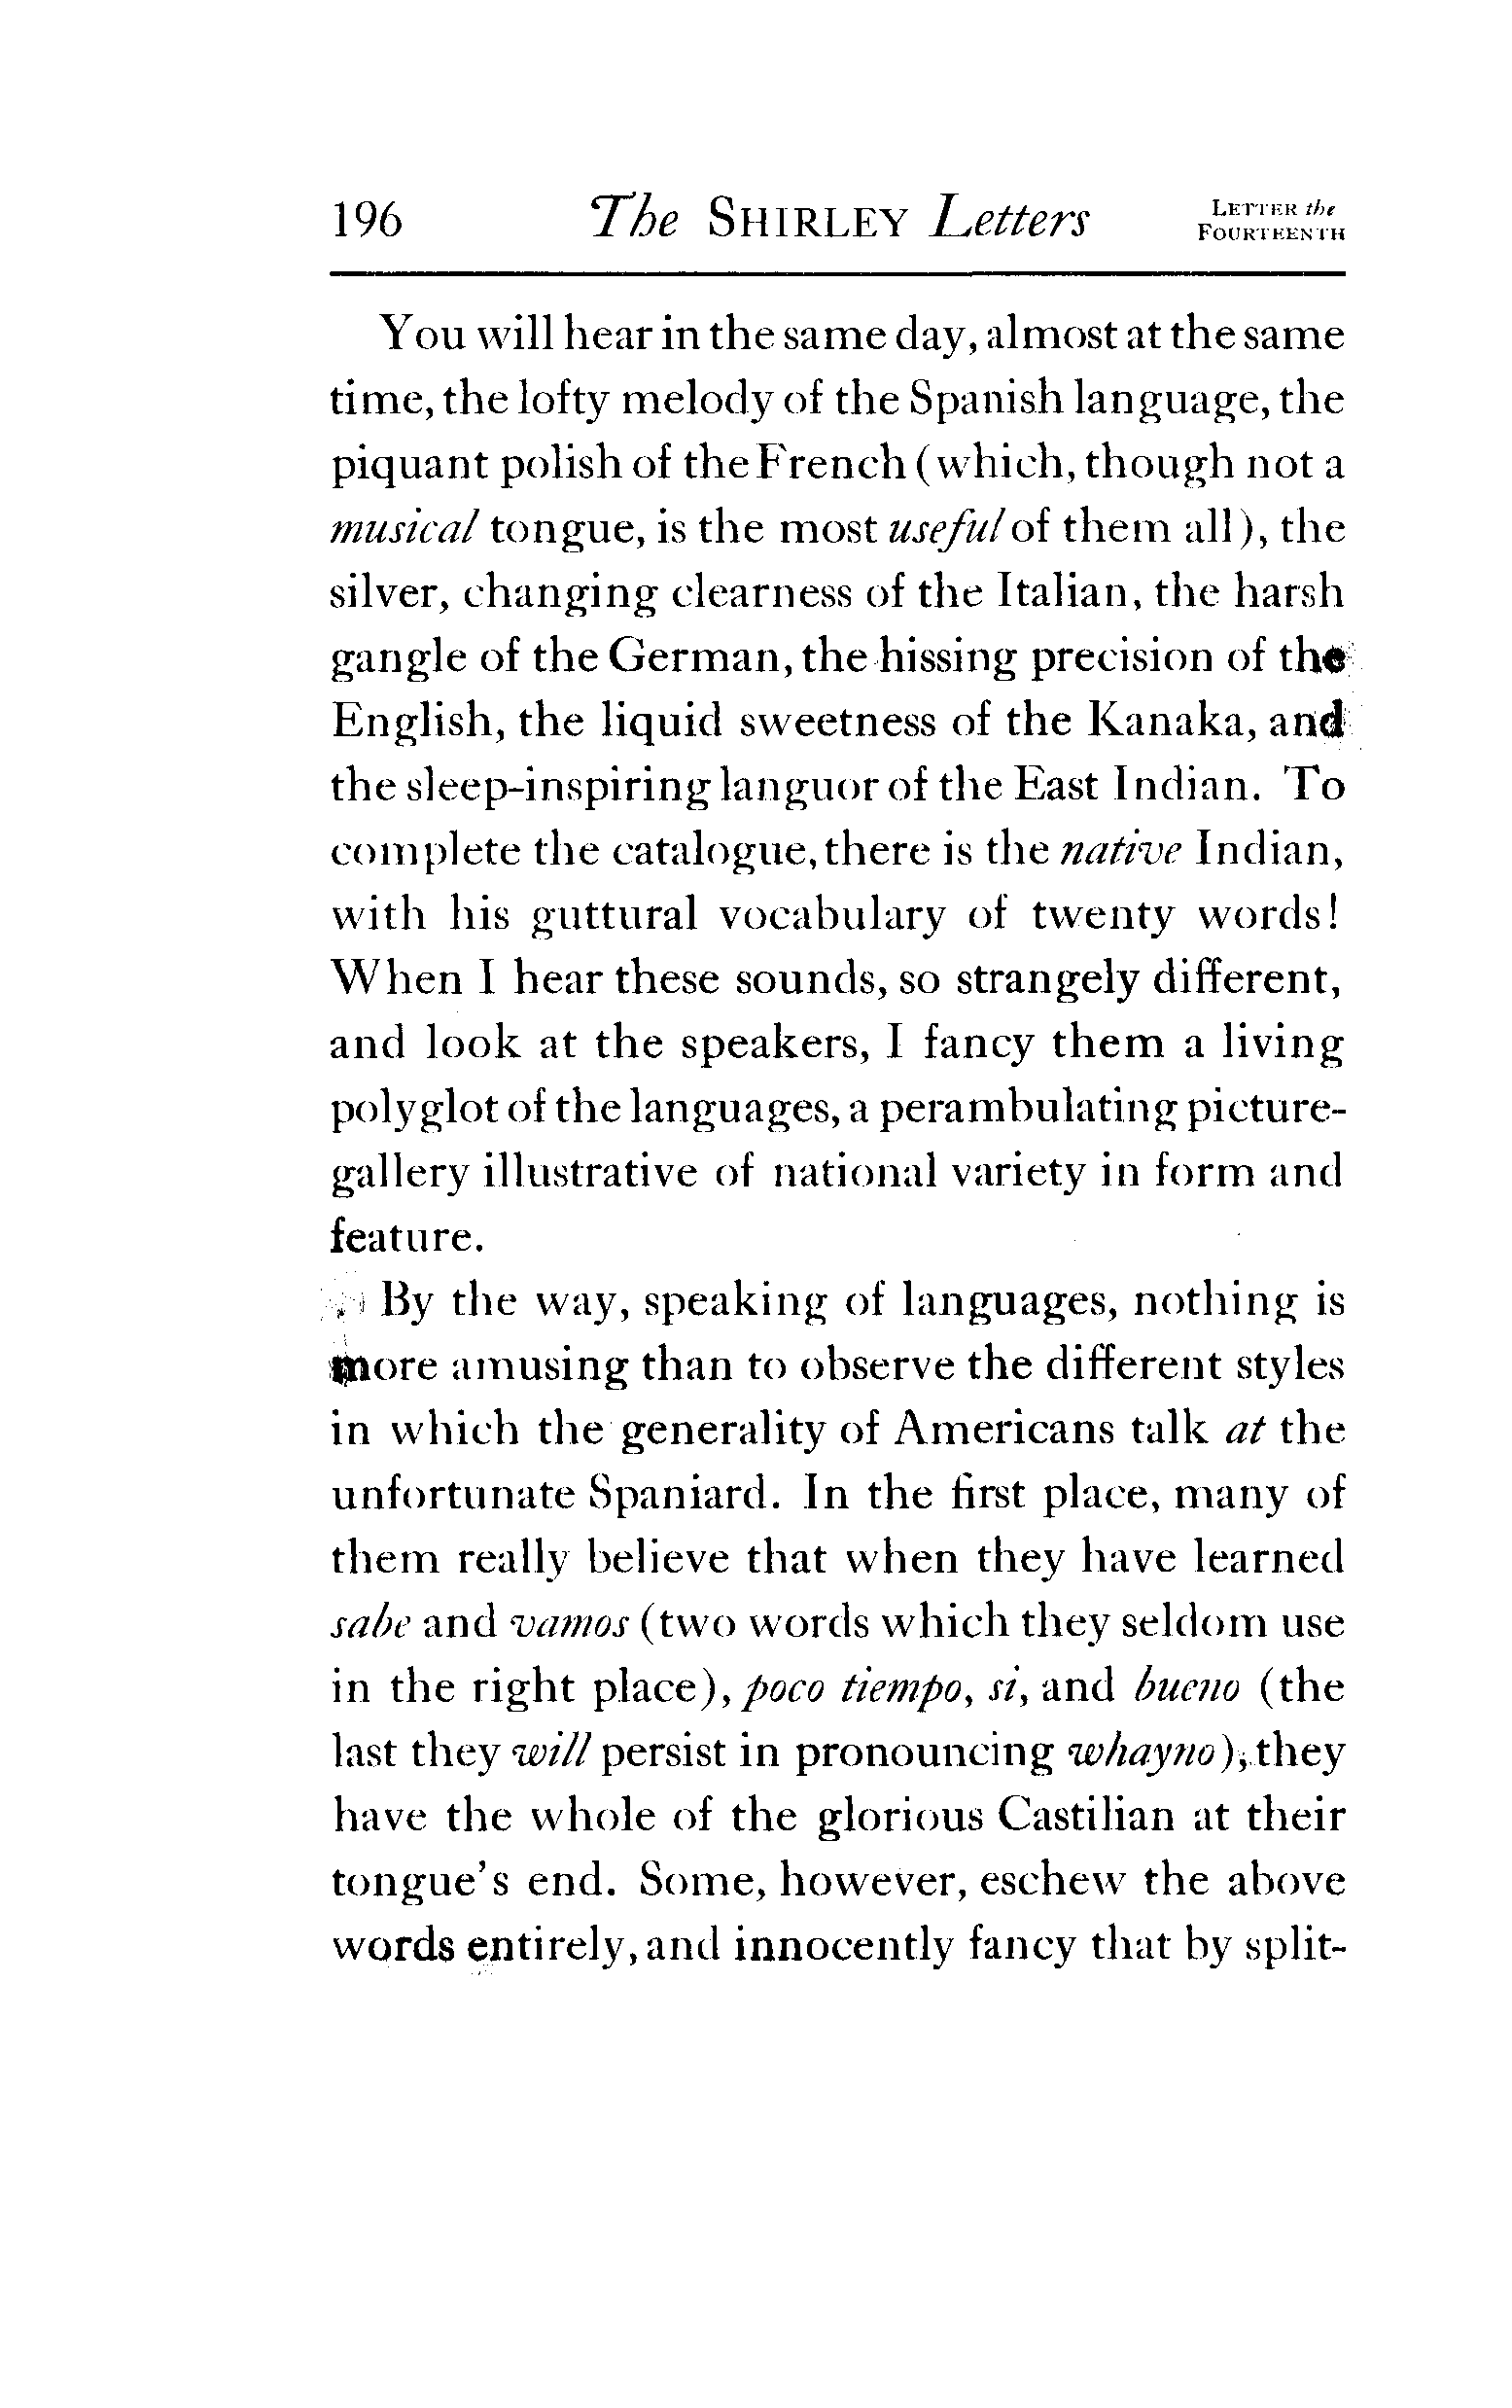 196 The SHIRLEY Letters LETTER the
FOURTEENTH
You will hear in the same day, almost at the same
time, the lofty melody of the Spanish language, the
piquant polish of the French (which, though not a
musical tongue, is the most useful of them all), the
silver, changing clearness of the Italian, the harsh
gangle of the German, the hissing precision of the
English, the liquid sweetness of the Kanaka, and
the sleep-inspiring languor of the East Indian. To
complete the catalogue, there is the native Indian,
with his guttural vocabulary of twenty words!
When I hear these sounds, so strangely different,
and look at the speakers, I fancy them a living
polyglot of the languages, a perambulating picture-
gallery illustrative of national variety in form and
feature.
By the way, speaking of languages, nothing is
more amusing than to observe the different styles
in which the generality of Americans talk at the
unfortunate Spaniard. In the first place, many of
them really believe that when they have learned
sabe and vamos (two words which they seldom use
in the right place), poco tiempo, si, and bueno (the
last they will persist in pronouncing whayno), they
have the whole of the glorious Castilian at their
tongue's end. Some, however, eschew the above
words entirely, and innocently fancy that by split-